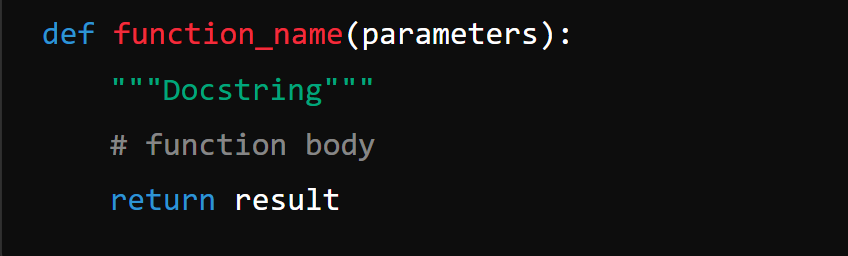 def function_name(parameters):
    """Docstring"""
    # function body
    return result